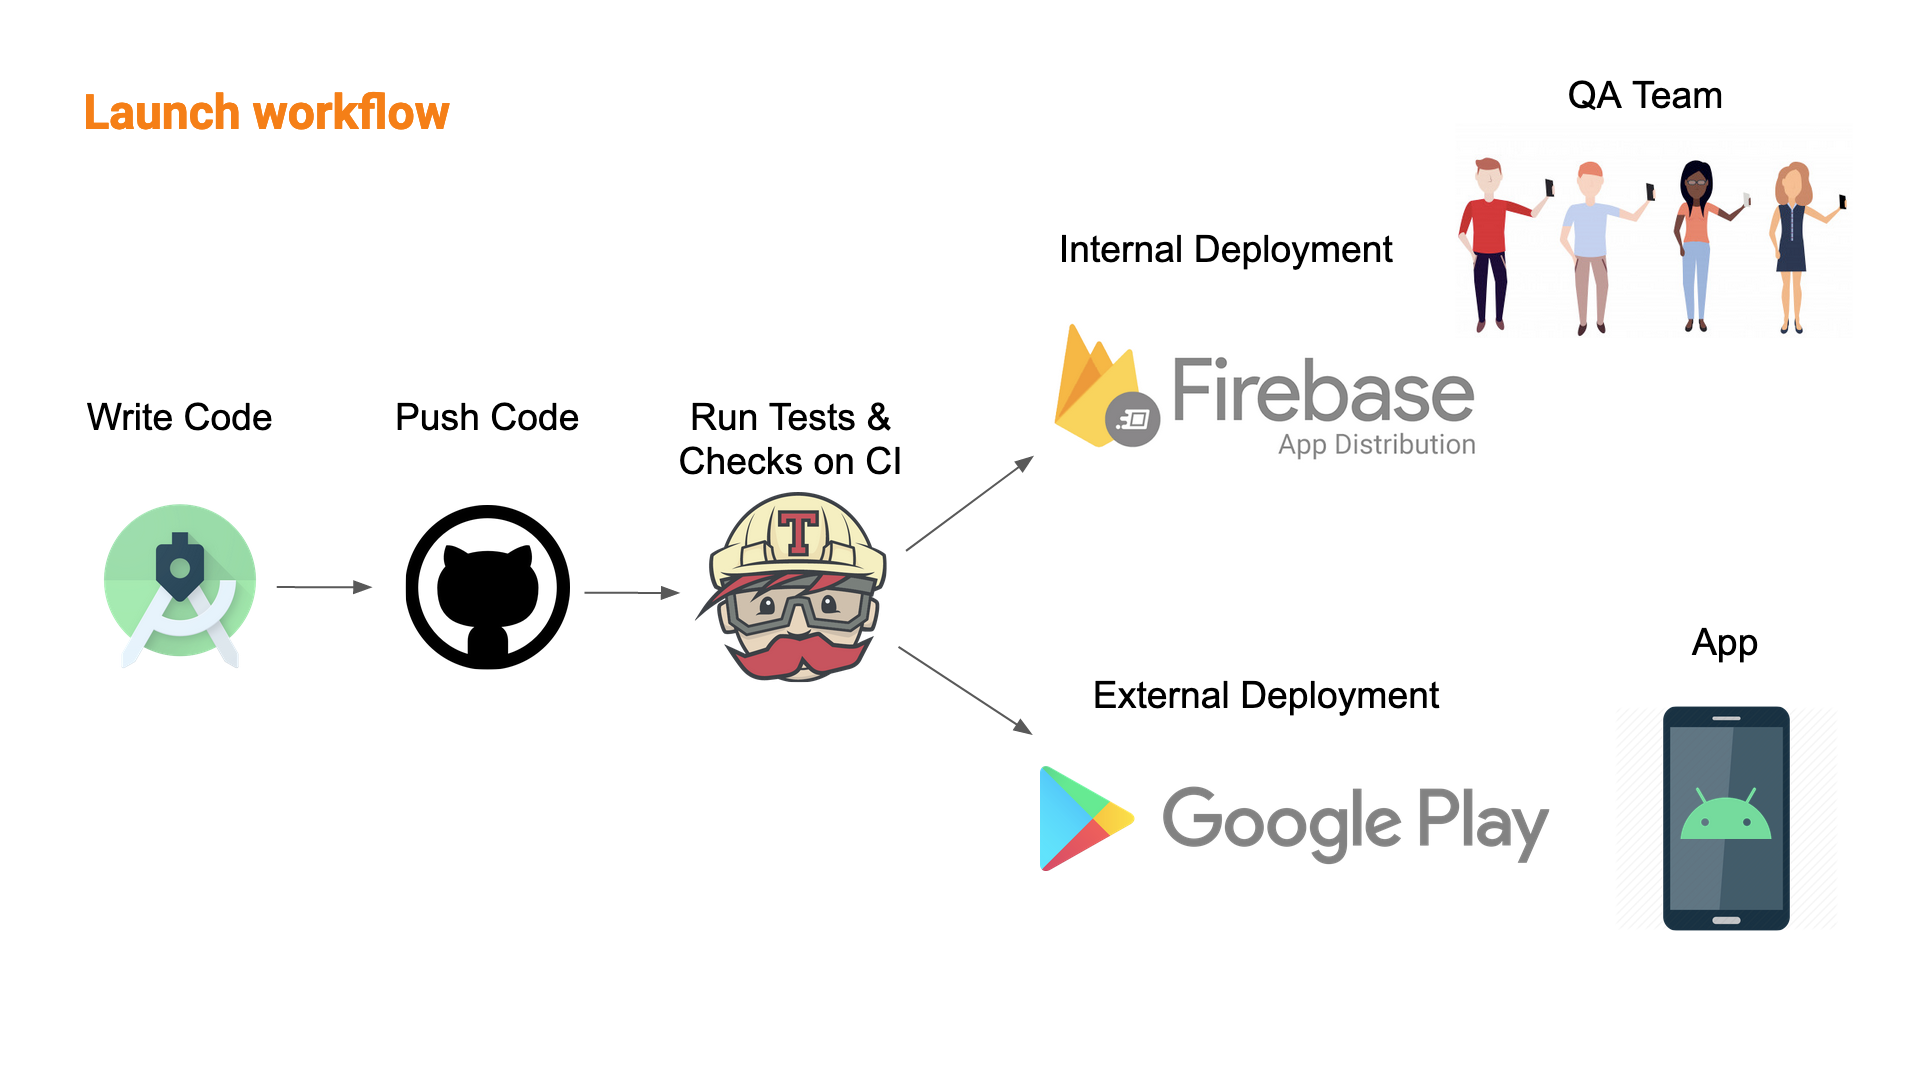 Launch workflow
QA Team
Internal Deployment
Firebase
App Distribution
Write Code
Push Code
Run Tests &
Checks on CI
T
App
External Deployment
Google Play